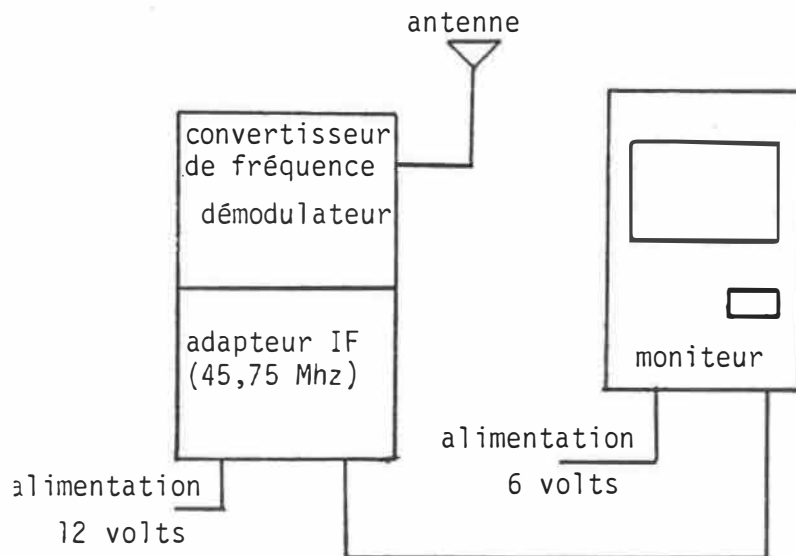 antenne
convertisseur
de fréquence
démodulateur
adapteur IF
(45,75 Mhz)
moniteur
alimentation
6 volts
alimentation
12 volts